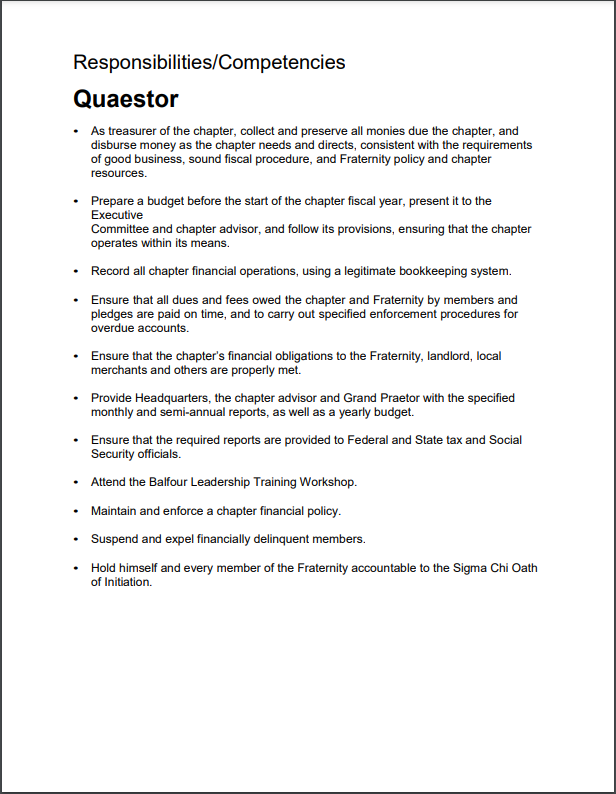 Responsibilities/Competencies
Quaestor
• As treasurer of the chapter, collect and preserve all monies due the chapter, and
disburse money as the chapter needs and directs, consistent with the requirements
of good business, sound fiscal procedure, and Fraternity policy and chapter
resources.
• Prepare a budget before the start of the chapter fiscal year, present it to the
Executive
Committee and chapter advisor, and follow its provisions, ensuring that the chapter
operates within its means.
• Record all chapter financial operations, using a legitimate bookkeeping system.
• Ensure that all dues and fees owed the chapter and Fraternity by members and
pledges are paid on time, and to carry out specified enforcement procedures for
overdue accounts.
• Ensure that the chapter’s financial obligations to the Fraternity, landlord, local
merchants and others are properly met.
• Provide Headquarters, the chapter advisor and Grand Praetor with the specified
monthly and semi-annual reports, as well as a yearly budget.
• Ensure that the required reports are provided to Federal and State tax and Social
Security officials.
• Attend the Balfour Leadership Training Workshop.
• Maintain and enforce a chapter financial policy.
• Suspend and expel financially delinquent members.
• Hold himself and every member of the Fraternity accountable to the Sigma Chi Oath
of Initiation.